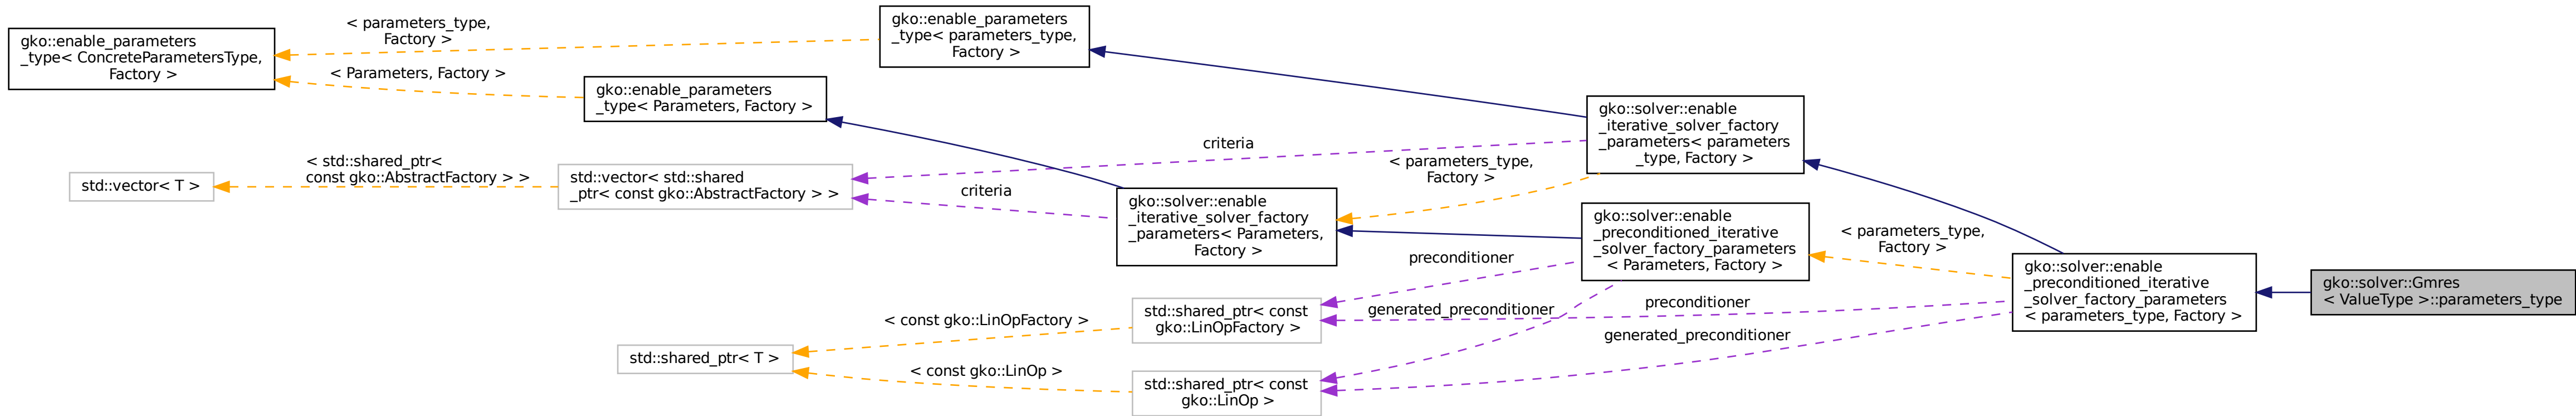 gko::enable_parameters
_type< ConcreteParametersType,
Factory >
< parameters_type,
Factory >
< Parameters, Factory >
gko::enable_parameters
_type< parameters_type,
Factory >
gko::enable_parameters
_type< Parameters, Factory >
std::vector< T >
< std::shared_ptr<
const gko::AbstractFactory > >
std::vector< std::shared
_ptr< const gko::AbstractFactory > >
criteria
criteria
gko::solver::enable
_iterative_solver_factory
_parameters< parameters
_type, Factory >
< parameters_type,
Factory >
gko::solver::enable
_iterative_solver_factory
_parameters< Parameters,
Factory >
gko::solver::enable
_preconditioned_iterative
_solver_factory_parameters
< Parameters, Factory >
< parameters_type,
Factory >
preconditioner
generated_preconditioner
preconditioner
generated_preconditioner
std::shared_ptr< T >
< const gko::LinOpFactory >
< const gko::LinOp >
std::shared_ptr< const
gko::LinOpFactory >
std::shared_ptr< const
gko::LinOp >
gko::solver::enable
_preconditioned_iterative
_solver_factory_parameters
< parameters_type, Factory >
gko::solver::Gmres
< ValueType >::parameters_type